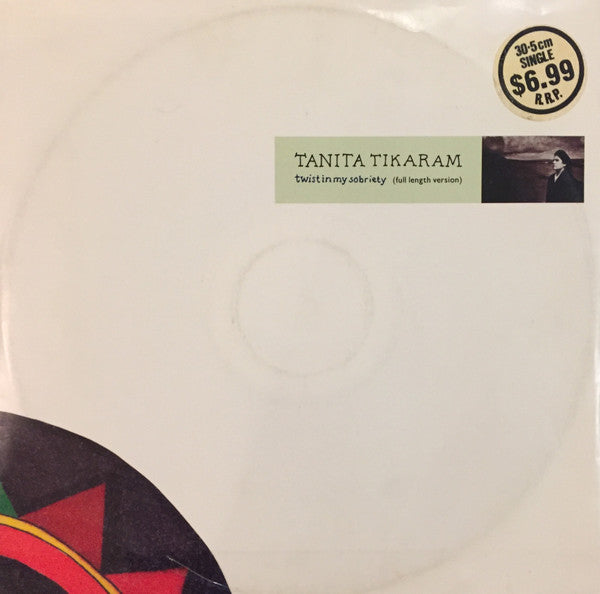 30·5cm
SINGLE
$6.99
R.R.P.
TANITA TIKARAM
twist in my sobriety (full length version)